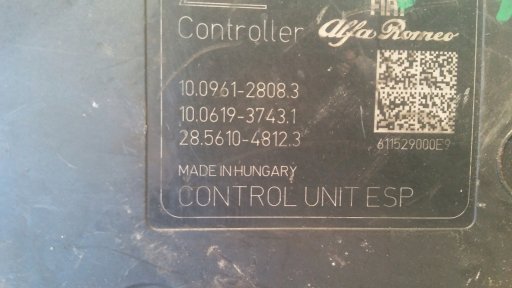 FIAT
Controller Alfa Romeo
10.0961-2808.3
10.0619-3743.1
28.5610-4812.3
611529000E9
MADE IN HUNGARY
CONTROL UNIT ESP